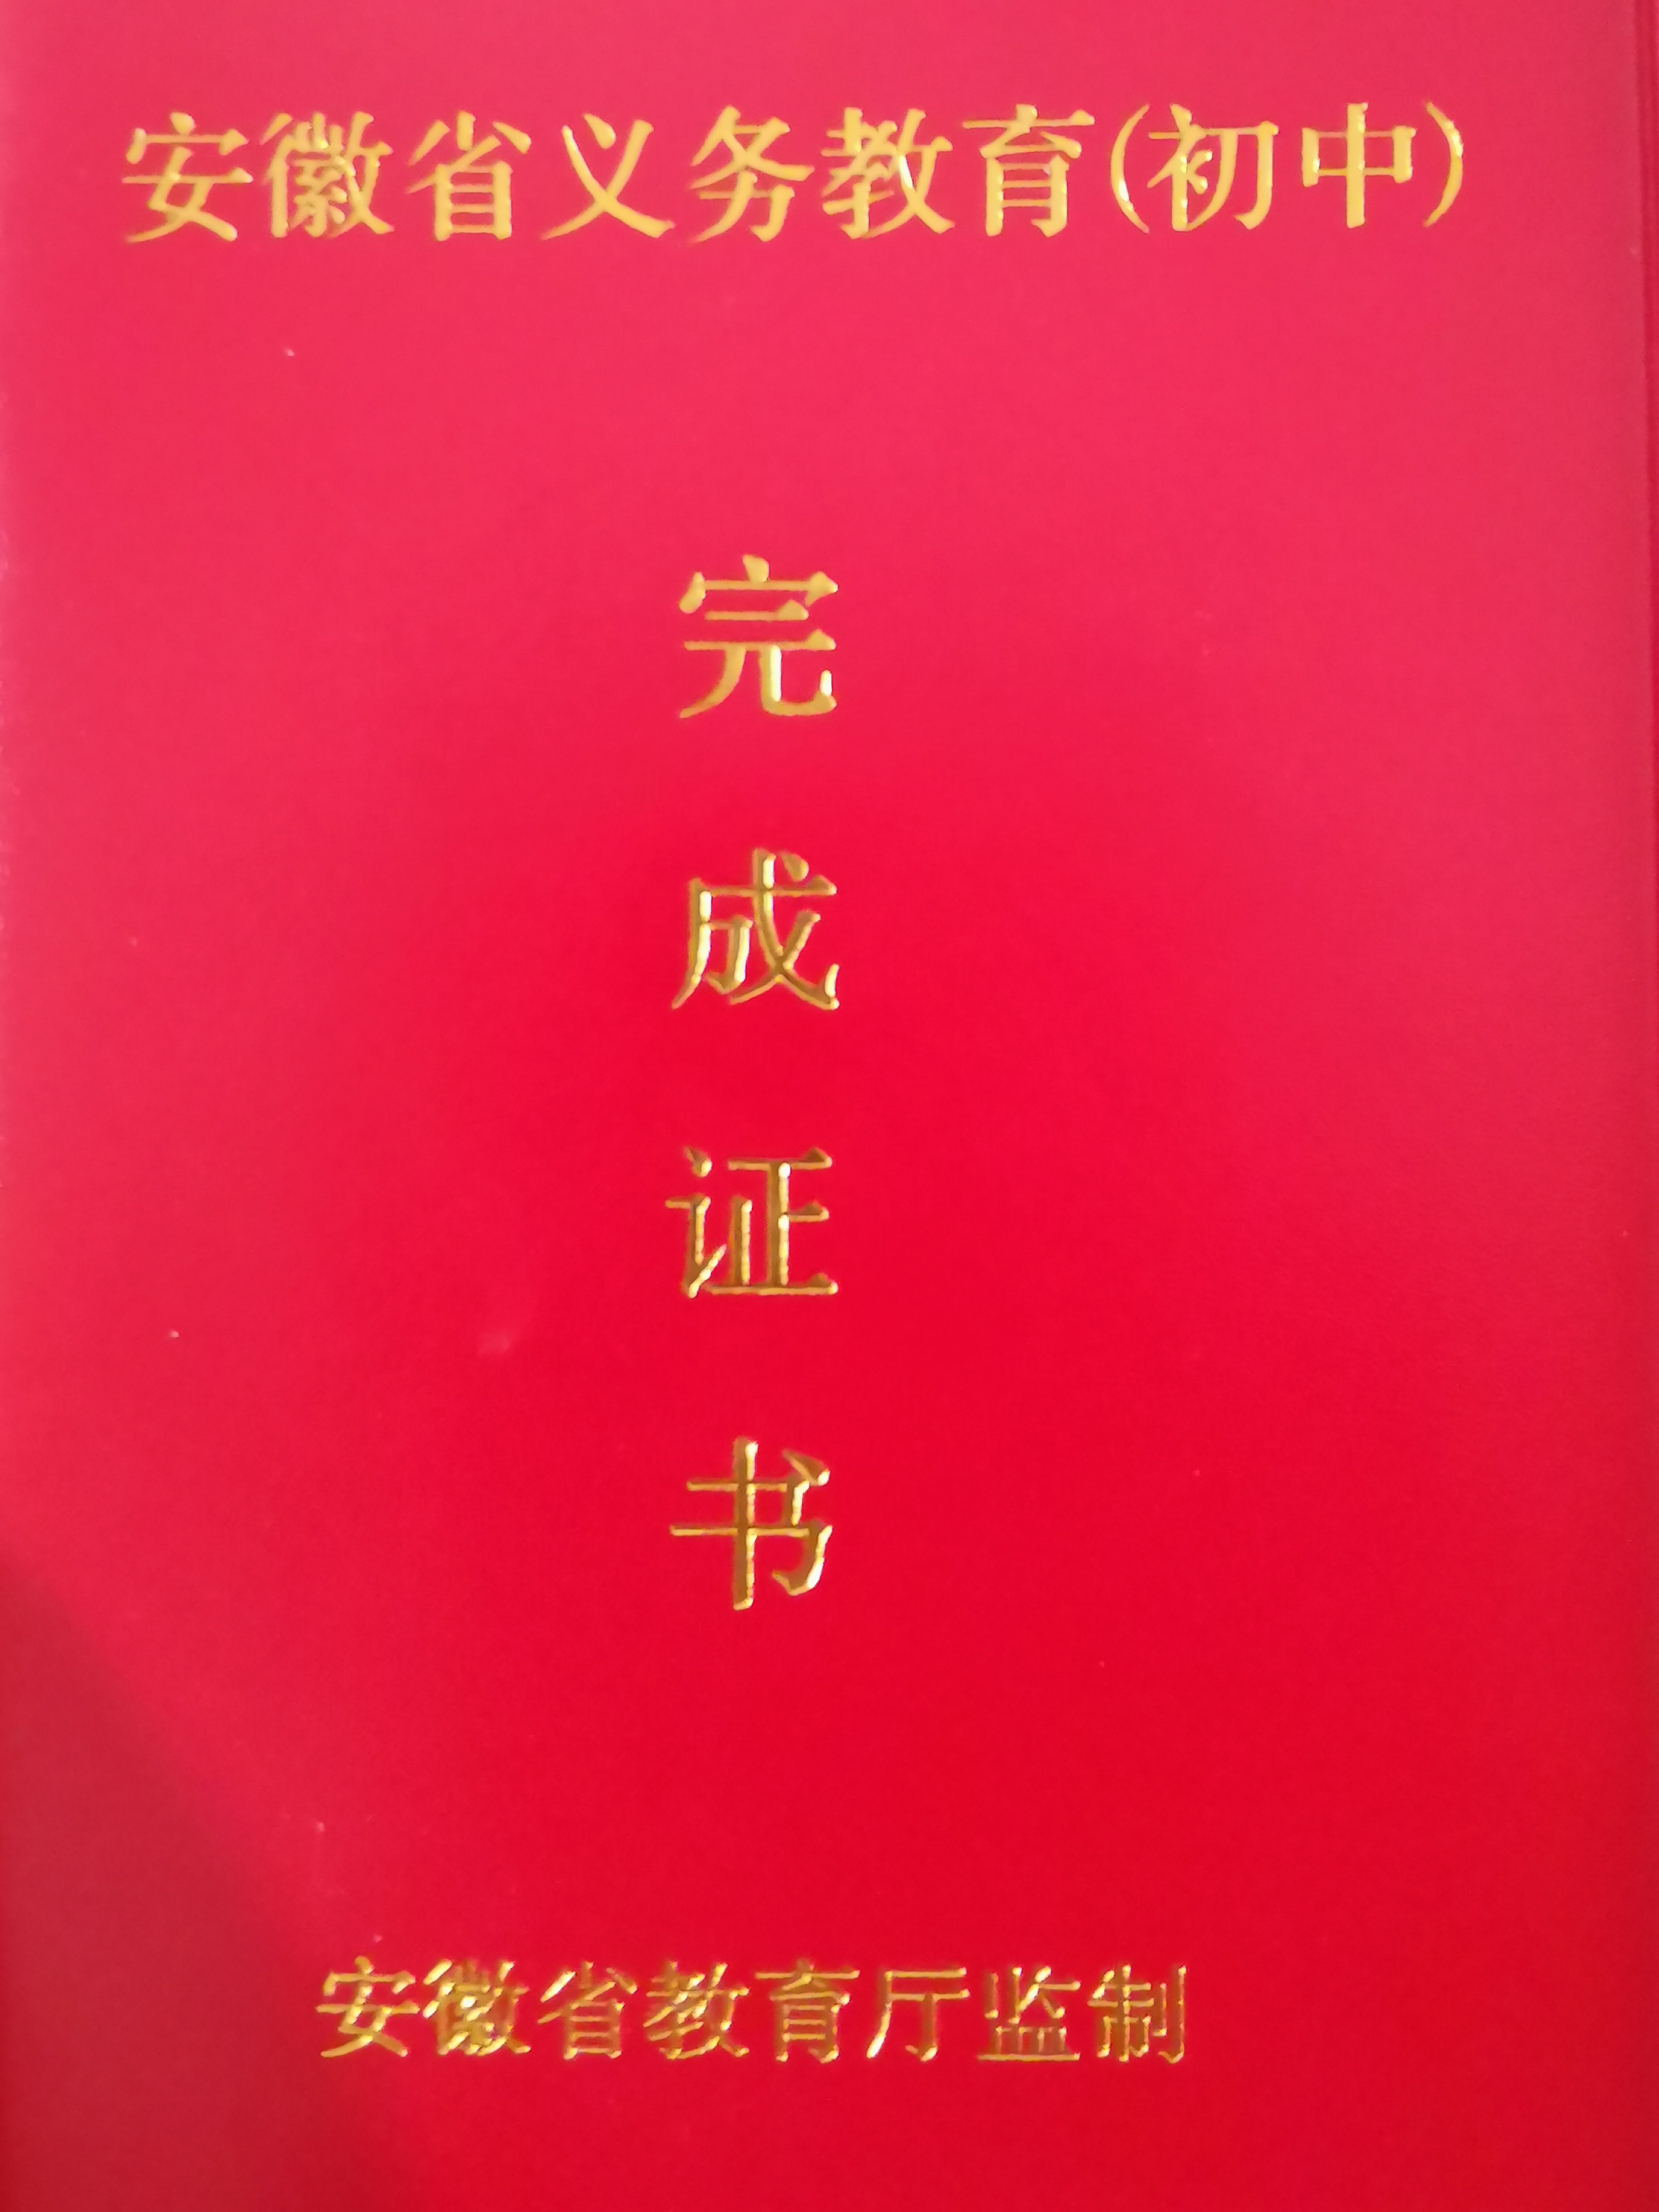 安徽省义务教育(初中)
完
成
证
书
安徽省教育厅监制